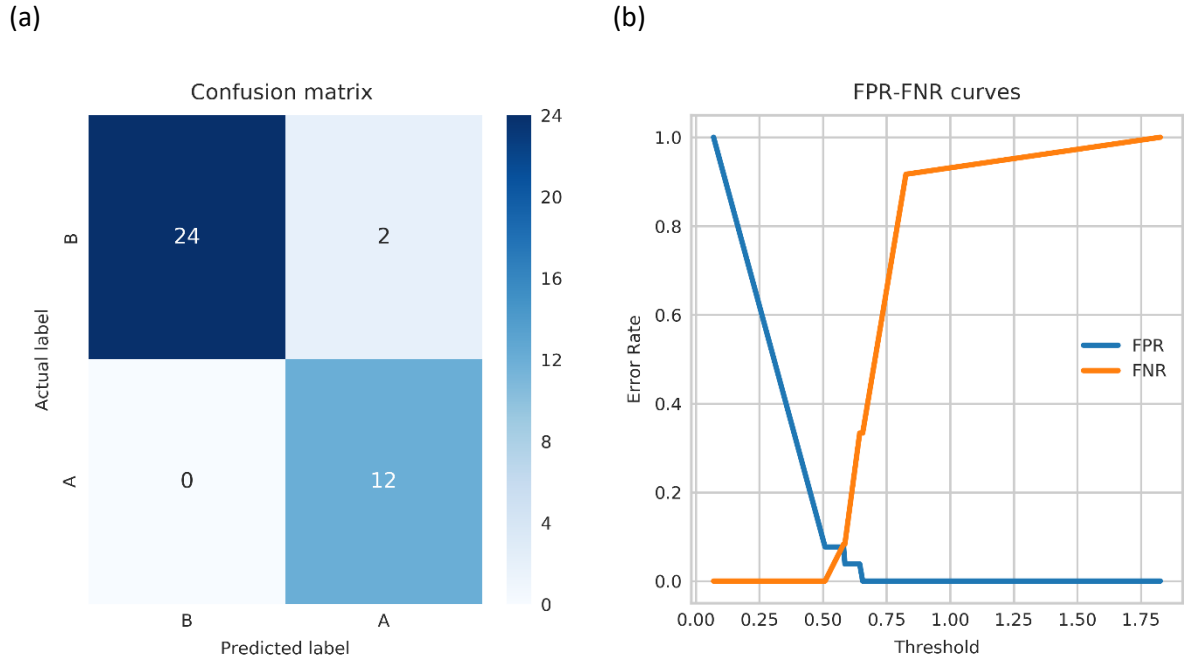 (a)
Confusion matrix
B
24
2
A
0
12
B
A
Actual label
Predicted label
24
20
16
12
8
4
0
(b)
FPR-FNR curves
1.0
0.8
0.6
0.4
0.2
0.0
Error Rate
FPR
FNR
0.00 0.25 0.50 0.75 1.00 1.25 1.50 1.75
Threshold